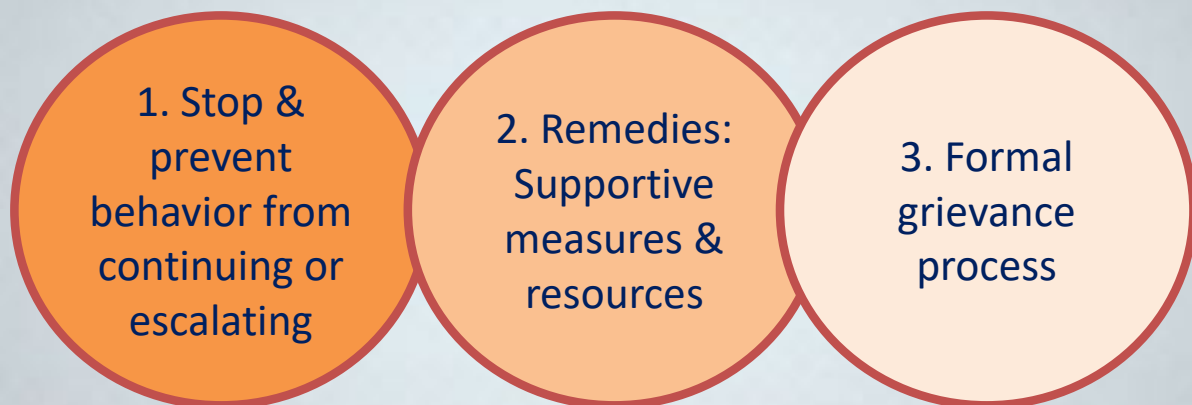 1. Stop &
prevent
behavior from
continuing or
escalating
2. Remedies:
Supportive
measures &
resources
3. Formal
grievance
process